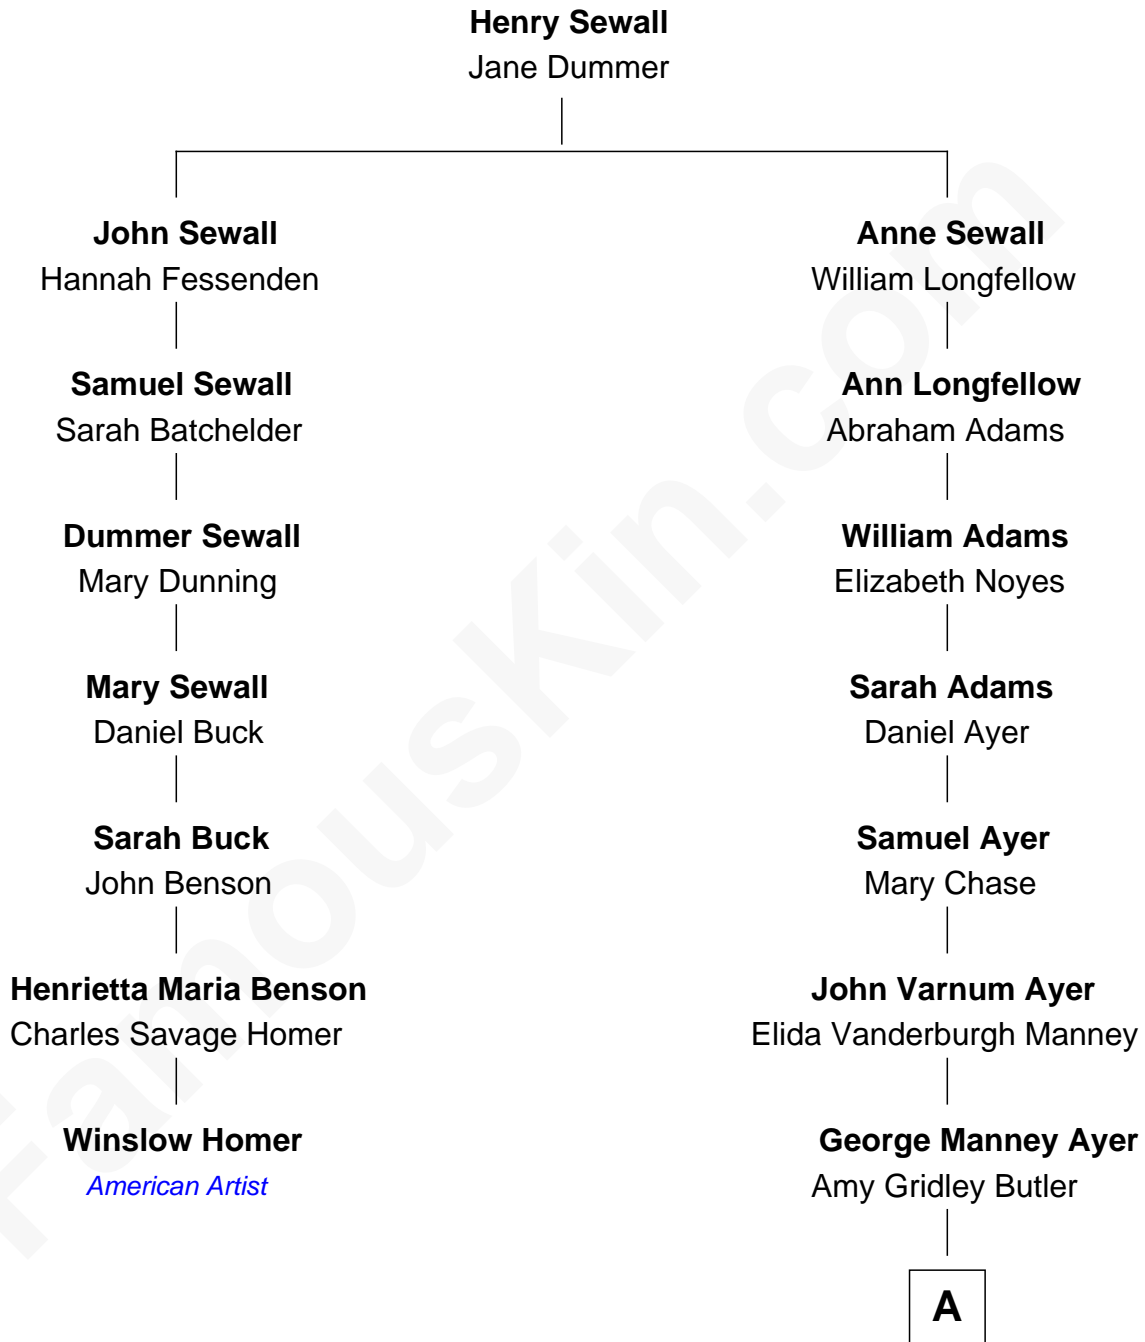 Henry Sewall
Jane Dummer
John Sewall
Hannah Fessenden
Anne Sewall
William Longfellow
Samuel Sewall
Sarah Batchelder
Ann Longfellow
Abraham Adams
Dummer Sewall
Mary Dunning
William Adams
Elizabeth Noyes
Mary Sewall
Daniel Buck
Sarah Adams
Daniel Ayer
Sarah Buck
John Benson
Samuel Ayer
Mary Chase
Henrietta Maria Benson
Charles Savage Homer
John Varnum Ayer
Elida Vanderburgh Manney
Winslow Homer
American Artist
George Manney Ayer
Amy Gridley Butler
A
FamousKin.com